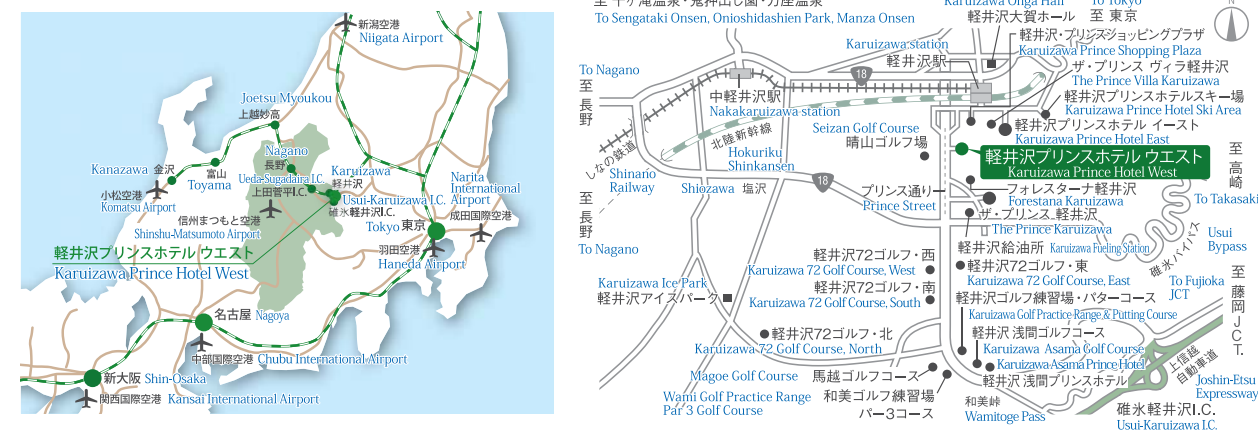 新潟空港
Niigata Airport
Joetsu Myoukou
上越妙高
Nagano
長野
Kanazawa 金沢
富山
Toyama
小松空港
Komatsu Airport
Ueda-Sugadaira I.C.
上田菅平I.C.
Karuizawa
軽井沢
Usui-Karuizawa I.C.
碓氷軽井沢I.C.
Narita
International
Airport
成田国際空港
信州まつもと空港
Shinshu-Matsumoto Airport
Tokyo 東京
羽田空港
Haneda Airport
軽井沢プリンスホテル ウエスト
Karuizawa Prince Hotel West
名古屋 Nagoya
中部国際空港 Chubu International Airport
新大阪 Shin-Osaka
関西国際空港 Kansai International Airport
To Sengataki Onsen, Onioshidashien Park, Manza Onsen
軽井沢大賀ホール
至 東京
N
Karuizawa station
軽井沢駅
軽井沢・プリンスショッピングプラザ
Karuizawa Prince Shopping Plaza
ザ・プリンス ヴィラ軽井沢
The Prince Villa Karuizawa
To Nagano
至 長野
18
中軽井沢駅
Nakakaruizawa station
軽井沢プリンスホテルスキー場
Karuizawa Prince Hotel Ski Area
軽井沢プリンスホテル イースト
Karuizawa Prince Hotel East
Seizan Golf Course
晴山ゴルフ場
北陸新幹線
Hokuriku
Shinkansen
軽井沢プリンスホテル ウエスト
Karuizawa Prince Hotel West
至 高崎
To Takasaki
しなの鉄道
Shinano
Railway
Shiozawa 塩沢
18
プリンス通り
Prince Street
フォレスターナ軽井沢
Forestana Karuizawa
ザ・プリンス 軽井沢
The Prince Karuizawa
至 長野
To Nagano
軽井沢給油所 Karuizawa Fueling Station
Usui
Bypass
碓氷バイパス
軽井沢72ゴルフ・西
Karuizawa 72 Golf Course, West
軽井沢72ゴルフ・東
Karuizawa 72 Golf Course, East
To Fujioka
JCT
至 藤岡JCT.
Karuizawa Ice Park
軽井沢アイスパーク
軽井沢72ゴルフ・南
Karuizawa 72 Golf Course, South
軽井沢ゴルフ練習場・パターコース
Karuizawa Golf Practice Range & Putting Course
軽井沢72ゴルフ・北
Karuizawa 72 Golf Course, North
軽井沢 浅間ゴルフコース
Karuizawa Asama Golf Course
Karuizawa Asama Prince Hotel
軽井沢 浅間プリンスホテル
上信越
自動車道
Joshin-Etsu
Expressway
Magoe Golf Course
馬越ゴルフコース
Wami Golf Practice Range
Par 3 Golf Course
和美ゴルフ練習場
パー3コース
和美峠
Wamitoge Pass
碓氷軽井沢I.C.
Usui-Karuizawa I.C.